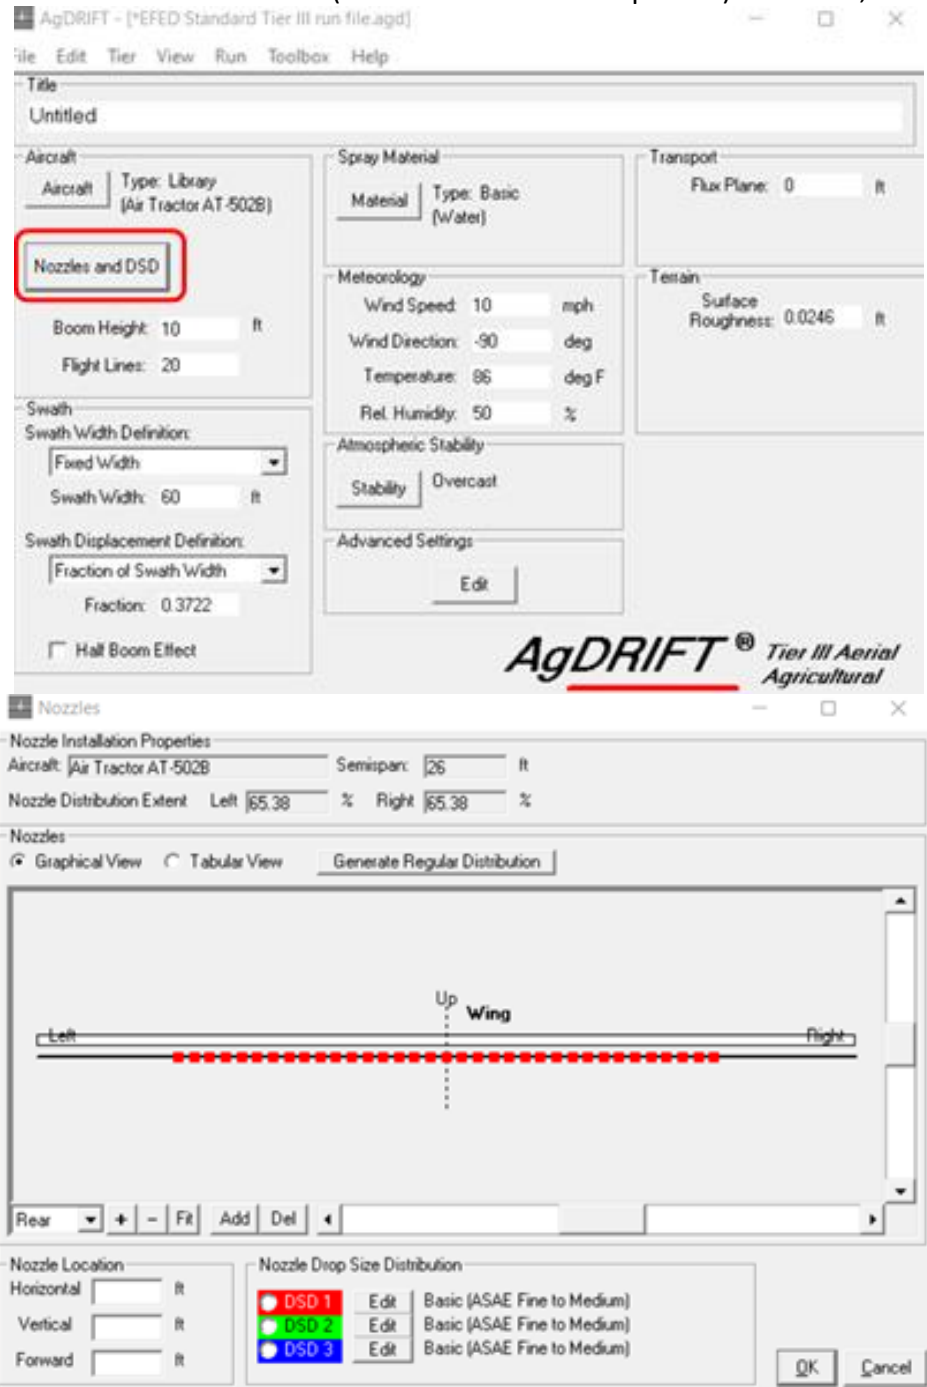 AgDRIFT - [*EFED Standard Tier III run file.agd]
File Edit Tier View Run Toolbox Help
Title
Untitled
Aircraft
Aircraft
Type: Library
(Air Tractor AT-502B)
Nozzles and DSD
Boom Height: 10 ft
Flight Lines: 20
Swath
Swath Width Definition:
Fixed Width
Swath Width: 60 ft
Swath Displacement Definition:
Fraction of Swath Width
Fraction: 0.3722
Half Boom Effect
Spray Material
Material
Type: Basic
(Water)
Meteorology
Wind Speed: 10 mph
Wind Direction: -90 deg
Temperature: 86 deg F
Rel. Humidity: 50 %
Atmospheric Stability
Stability
Overcast
Advanced Settings
Edit
Transport
Flux Plane: 0 ft
Terrain
Surface
Roughness: 0.0246 ft
AgDRIFT ® Tier III Aerial
Agricultural
Nozzles
Nozzle Installation Properties
Aircraft: Air Tractor AT-502B Semispan: 26 ft
Nozzle Distribution Extent Left 65.38 % Right 65.38 %
Nozzles
Graphical View Tabular View Generate Regular Distribution
Up
Wing
Left Right
Rear + - Fit Add Del
Nozzle Location
Horizontal ft
Vertical ft
Forward ft
Nozzle Drop Size Distribution
DSD 1 Edit Basic (ASAE Fine to Medium)
DSD 2 Edit Basic (ASAE Fine to Medium)
DSD 3 Edit Basic (ASAE Fine to Medium)
OK Cancel